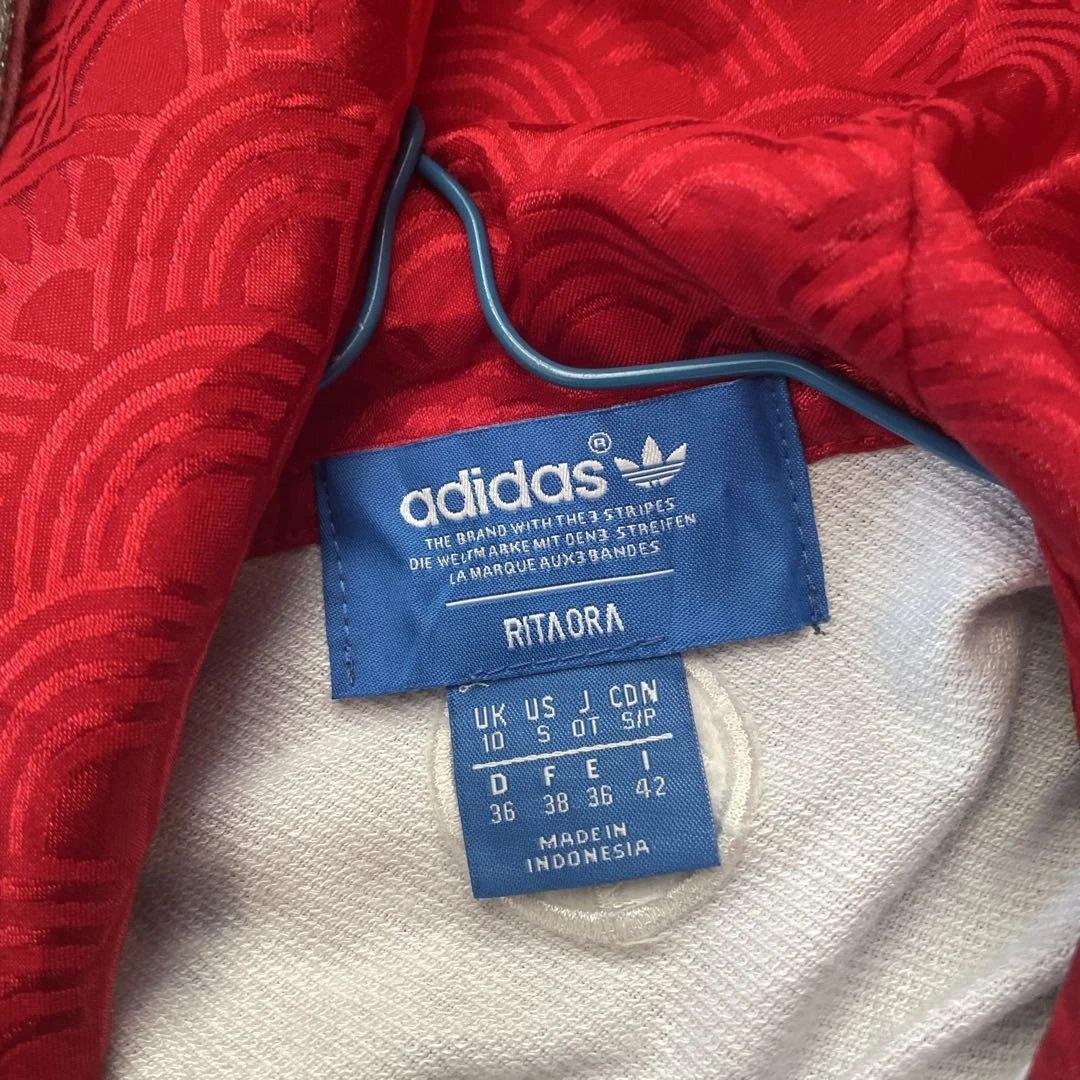 adidas®
THE BRAND WITH THE 3 STRIPES
DIE WELTMARKE MIT DEN 3 STREIFEN
LA MARQUE AUX 3 BANDES
RITA ORA
UK US J CDN
10 S OT S/P
D F E I
36 38 36 42
MADE IN
INDONESIA